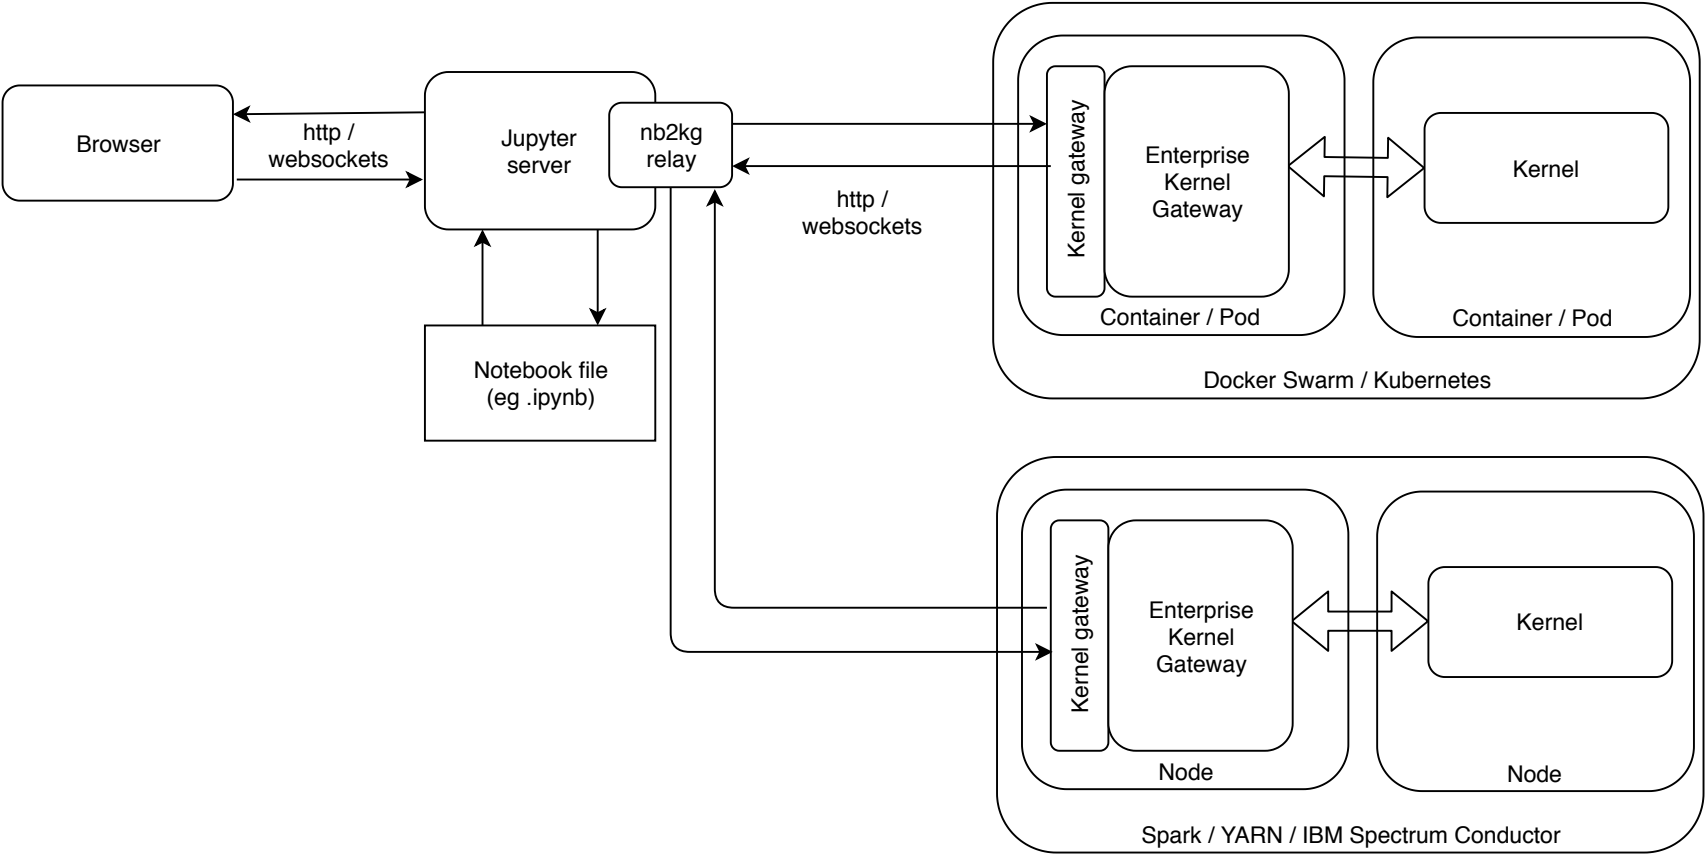 Browser
http /
websockets
Jupyter
server
nb2kg
relay
Notebook file
(eg .ipynb)
http /
websockets
Kernel gateway
Enterprise
Kernel
Gateway
Container / Pod
Kernel
Container / Pod
Docker Swarm / Kubernetes
Kernel gateway
Enterprise
Kernel
Gateway
Node
Kernel
Node
Spark / YARN / IBM Spectrum Conductor